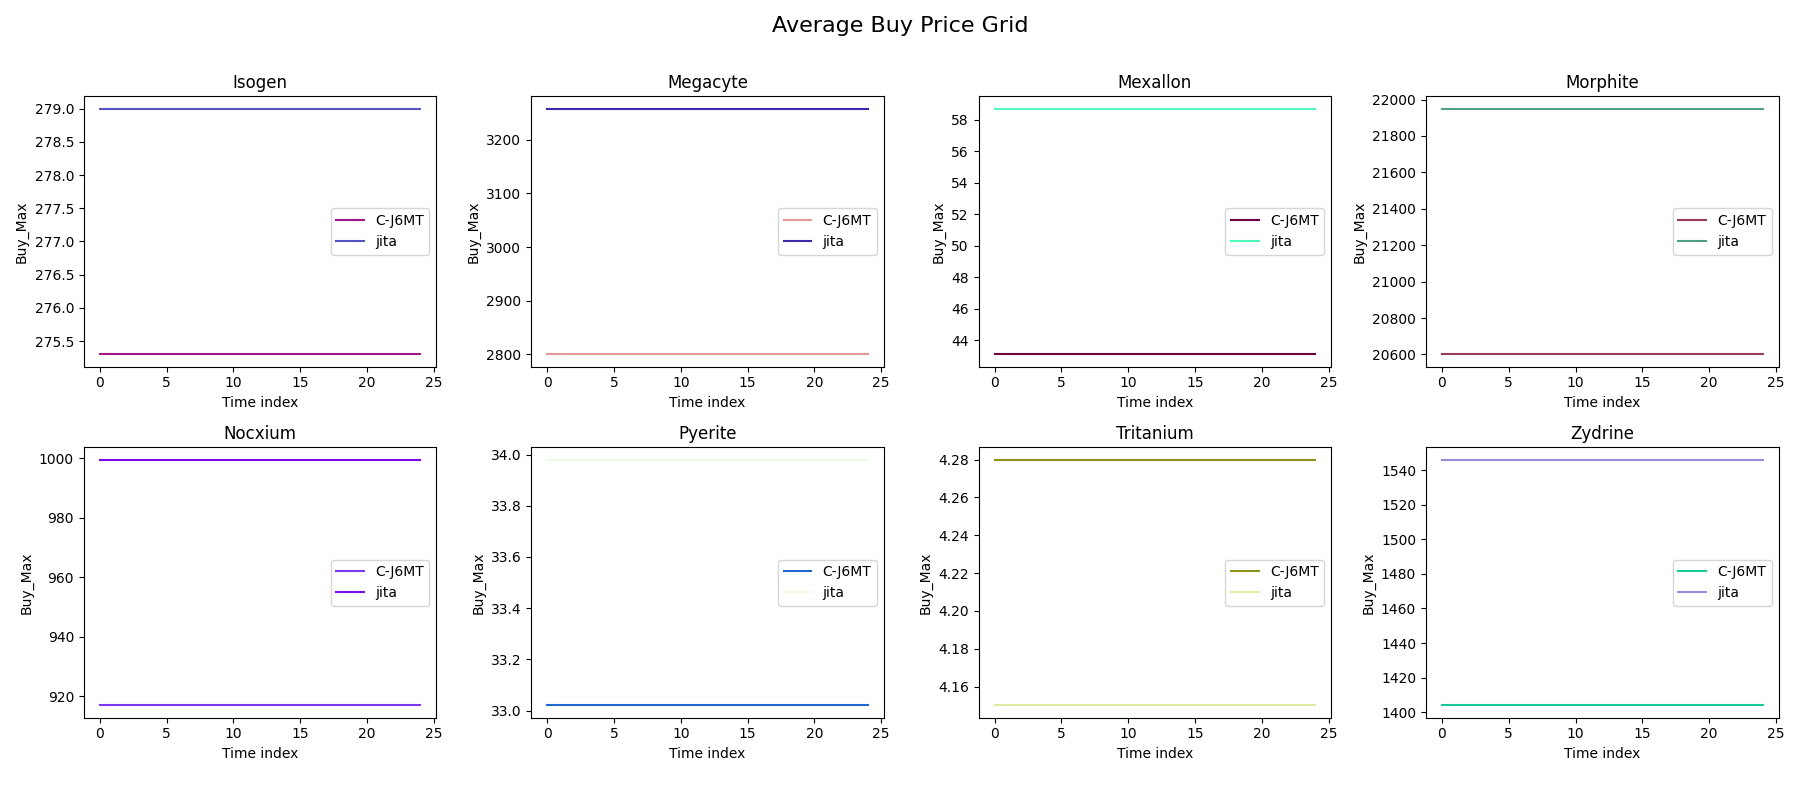 Average Buy Price Grid
Isogen
Buy_Max
279.0
278.5
278.0
277.5
277.0
276.5
276.0
275.5
C-J6MT
jita
0 5 10 15 20 25
Time index
Megacyte
Buy_Max
3200
3100
3000
2900
2800
C-J6MT
jita
0 5 10 15 20 25
Time index
Mexallon
Buy_Max
58
56
54
52
50
48
46
44
C-J6MT
jita
0 5 10 15 20 25
Time index
Morphite
Buy_Max
22000
21800
21600
21400
21200
21000
20800
20600
C-J6MT
jita
0 5 10 15 20 25
Time index
Nocxium
Buy_Max
1000
980
960
940
920
C-J6MT
jita
0 5 10 15 20 25
Time index
Pyerite
Buy_Max
34.0
33.8
33.6
33.4
33.2
33.0
C-J6MT
jita
0 5 10 15 20 25
Time index
Tritanium
Buy_Max
4.28
4.26
4.24
4.22
4.20
4.18
4.16
C-J6MT
jita
0 5 10 15 20 25
Time index
Zydrine
Buy_Max
1540
1520
1500
1480
1460
1440
1420
1400
C-J6MT
jita
0 5 10 15 20 25
Time index